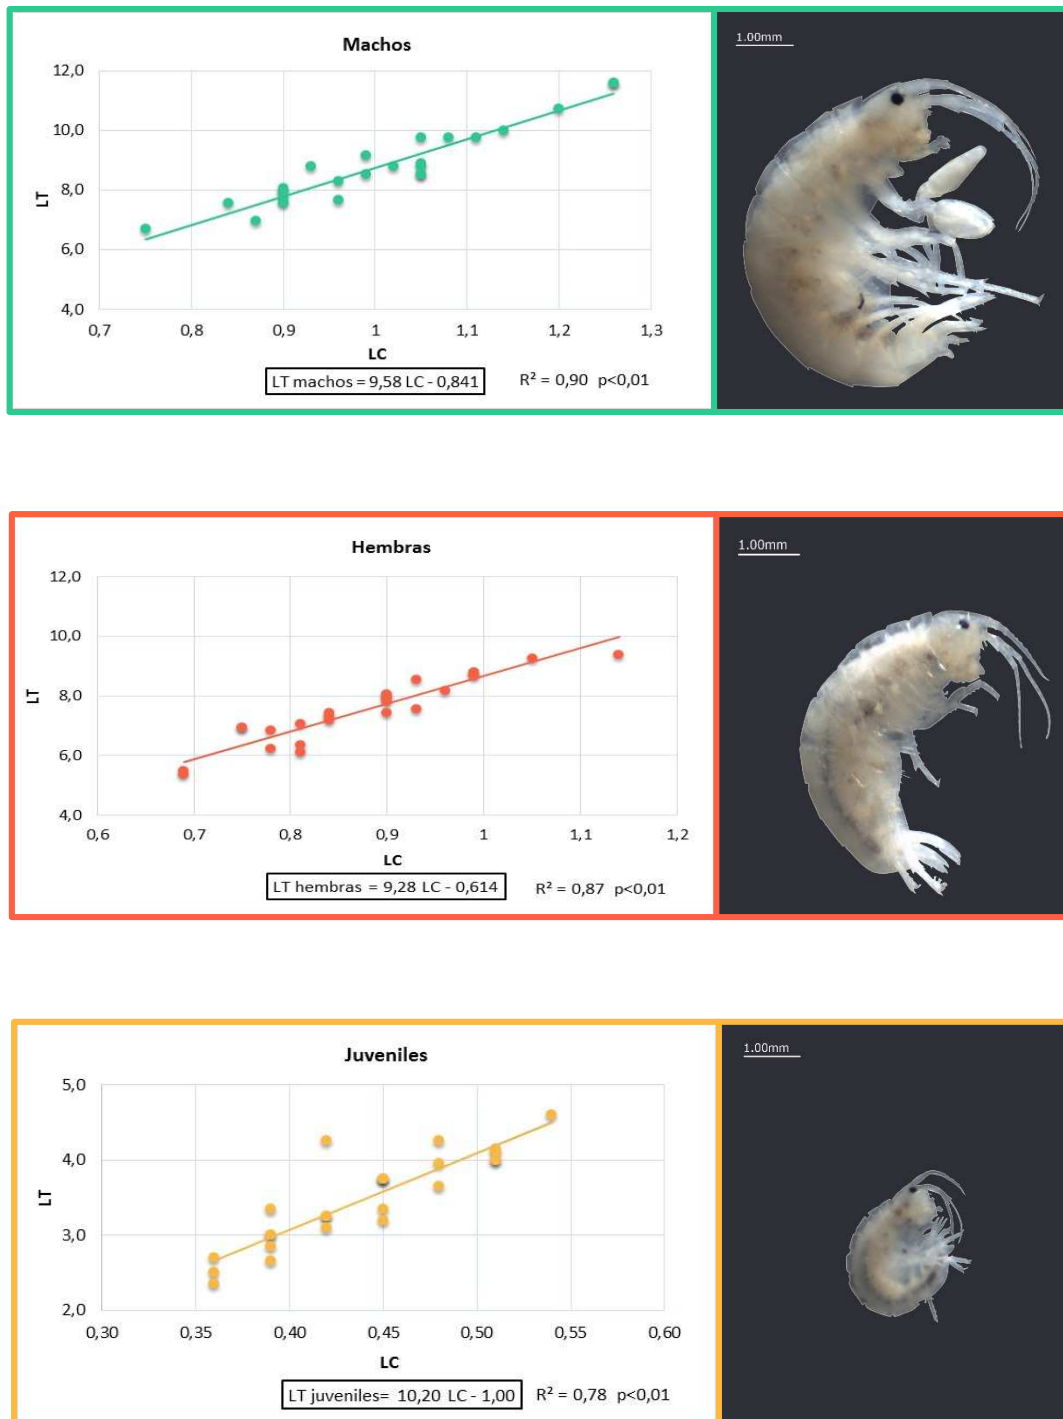 Machos
1.00mm
12,0
10,0
8,0
6,0
4,0
LT
0,7 0,8 0,9 1 1,1 1,2 1,3
LC
LT machos = 9,58 LC - 0,841 R² = 0,90 p<0,01
Hembras
1.00mm
12,0
10,0
8,0
6,0
4,0
LT
0,6 0,7 0,8 0,9 1 1,1 1,2
LC
LT hembras = 9,28 LC - 0,614 R² = 0,87 p<0,01
Juveniles
1.00mm
5,0
4,0
3,0
2,0
LT
0,30 0,35 0,40 0,45 0,50 0,55 0,60
LC
LT juveniles= 10,20 LC - 1,00 R² = 0,78 p<0,01